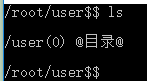 /root/user$$ ls
/user(0) @目录@
/root/user$$